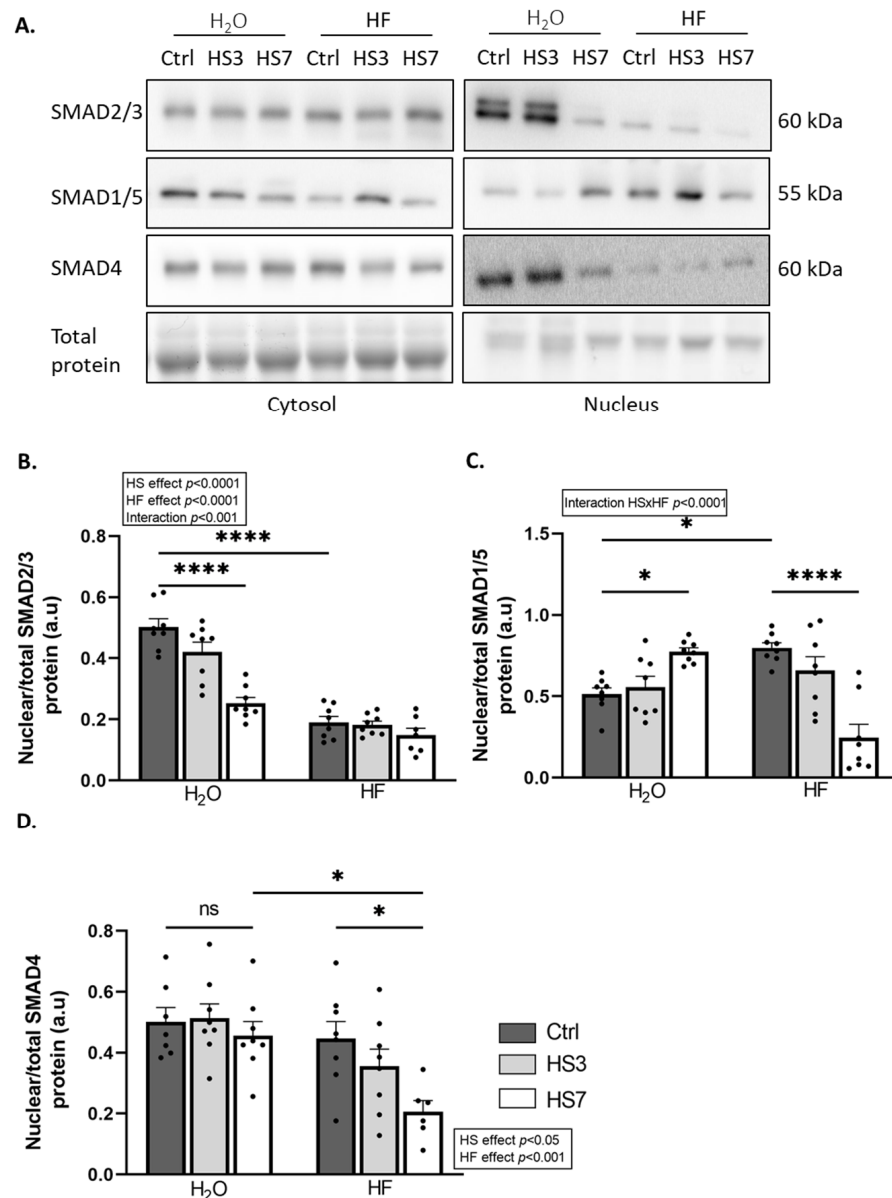 A.
H₂O HF H₂O HF
Ctrl HS3 HS7 Ctrl HS3 HS7 Ctrl HS3 HS7 Ctrl HS3 HS7
SMAD2/3 60 kDa
SMAD1/5 55 kDa
SMAD4 60 kDa
Total
protein
Cytosol Nucleus
B.
HS effect p<0.0001
HF effect p<0.0001
Interaction p<0.001
****
****
Nuclear/total SMAD2/3
protein (a.u)
0.8
0.6
0.4
0.2
0.0
H₂O HF
C.
Interaction HSxHF p<0.0001
*
*
****
Nuclear/total SMAD1/5
protein (a.u)
1.5
1.0
0.5
0.0
H₂O HF
D.
*
ns
*
Nuclear/total SMAD4
protein (a.u)
0.8
0.6
0.4
0.2
0.0
H₂O HF
Ctrl
HS3
HS7
HS effect p<0.05
HF effect p<0.001